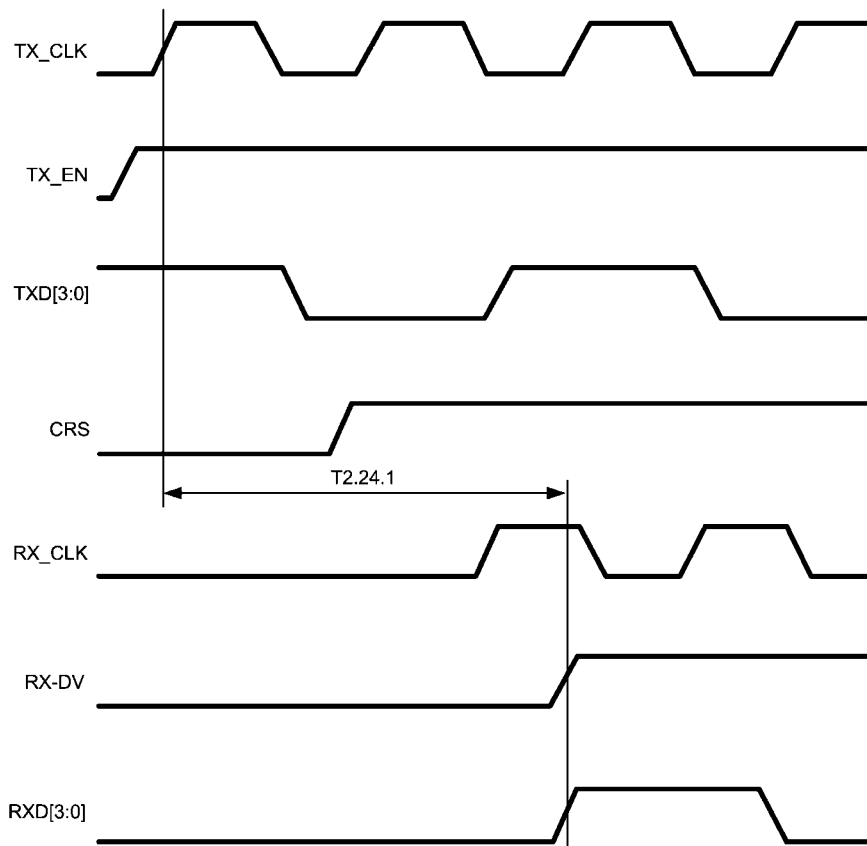 TX_CLK
TX_EN
TXD[3:0]
CRS
T2.24.1
RX_CLK
RX-DV
RXD[3:0]